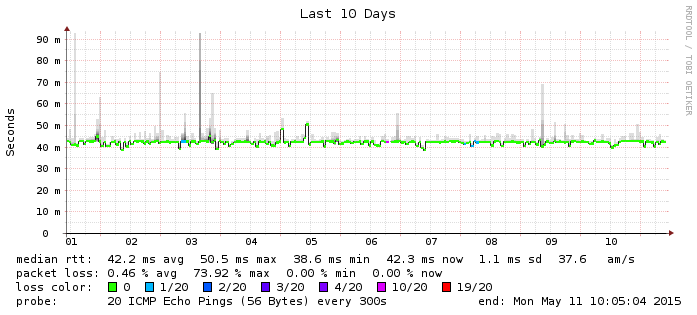 Last 10 Days
RRDTOOL / TOBI OETIKER
Seconds
90 m
80 m
70 m
60 m
50 m
40 m
30 m
20 m
10 m
0
01 02 03 04 05 06 07 08 09 10
median rtt: 42.2 ms avg 50.5 ms max 38.6 ms min 42.3 ms now 1.1 ms sd 37.6 am/s
packet loss: 0.46 % avg 73.92 % max 0.00 % min 0.00 % now
loss color: 0 1/20 2/20 3/20 4/20 10/20 19/20
probe: 20 ICMP Echo Pings (56 Bytes) every 300s end: Mon May 11 10:05:04 2015